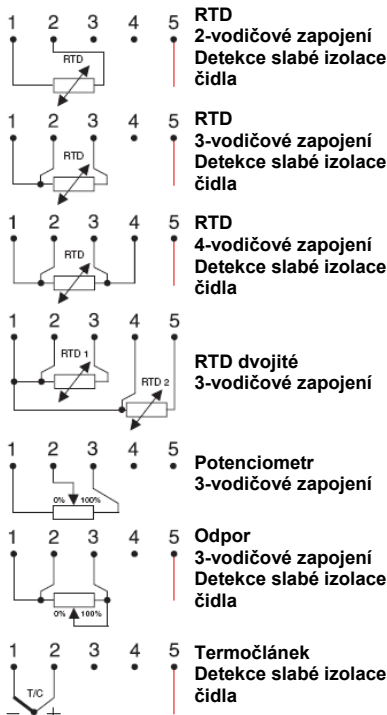 1 2 3 4 5
RTD
RTD
2-vodičové zapojení
Detekce slabé izolace
čidla
1 2 3 4 5
RTD
RTD
3-vodičové zapojení
Detekce slabé izolace
čidla
1 2 3 4 5
RTD
RTD
4-vodičové zapojení
Detekce slabé izolace
čidla
1 2 3 4 5
RTD 1
RTD 2
RTD dvojité
3-vodičové zapojení
1 2 3 4 5
0% 100%
Potenciometr
3-vodičové zapojení
1 2 3 4 5
0% 100%
Odpor
3-vodičové zapojení
Detekce slabé izolace
čidla
1 2 3 4 5
T/C
− +
Termočlánek
Detekce slabé izolace
čidla